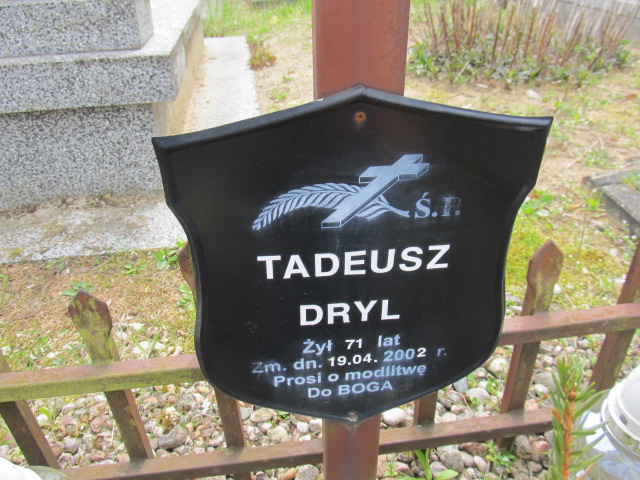 Ś.P.
TADEUSZ
DRYL
Żył 71 lat
Zm. dn. 19.04. 2002 r.
Prosi o modlitwę
Do BOGA